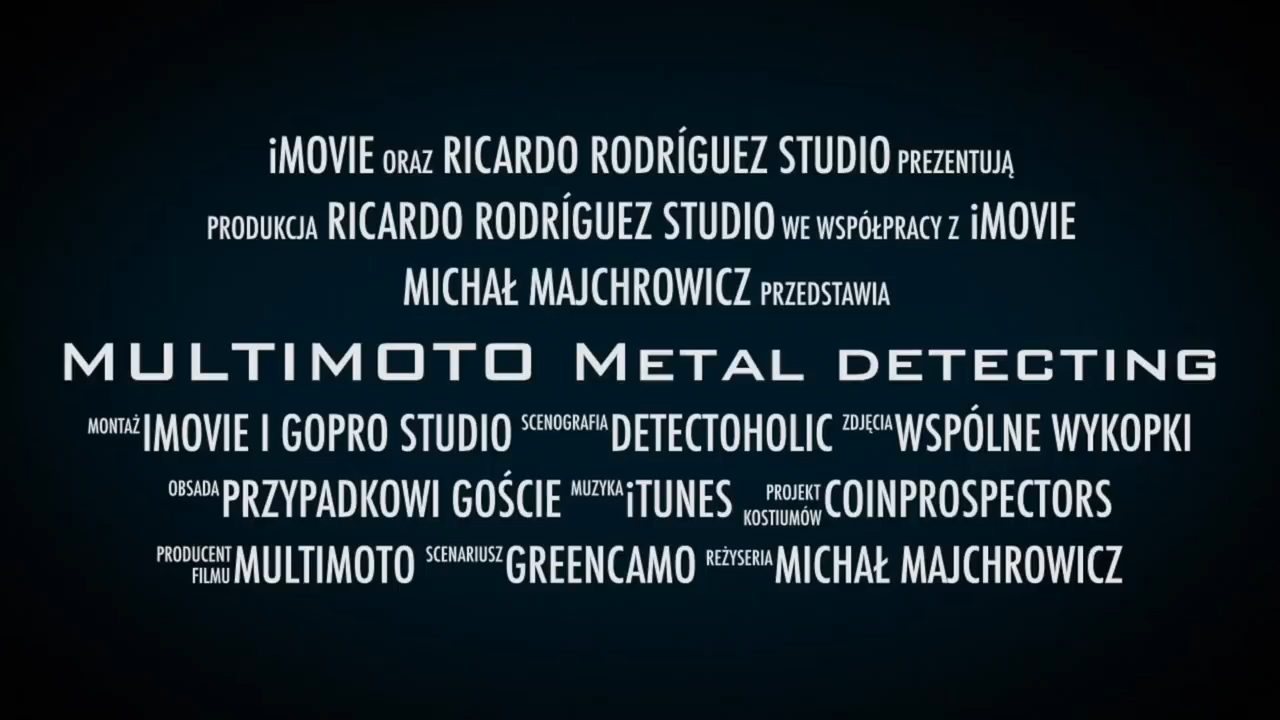 iMOVIE ORAZ RICARDO RODRÍGUEZ STUDIO PREZENTUJĄ
PRODUKCJA RICARDO RODRÍGUEZ STUDIO WE WSPÓŁPRACY Z iMOVIE
MICHAŁ MAJCHROWICZ PRZEDSTAWIA
MULTIMOTO METAL DETECTING
MONTAŻ IMOVIE I GOPRO STUDIO SCENOGRAFIA DETECTOHOLIC ZDJĘCIA WSPÓLNE WYKOPKI
OBSADA PRZYPADKOWI GOŚCIE MUZYKA iTUNES PROJEKT KOSTIUMÓW COINPROSPECTORS
PRODUCENT FILMU MULTIMOTO SCENARIUSZ GREENCAMO REŻYSERIA MICHAŁ MAJCHROWICZ